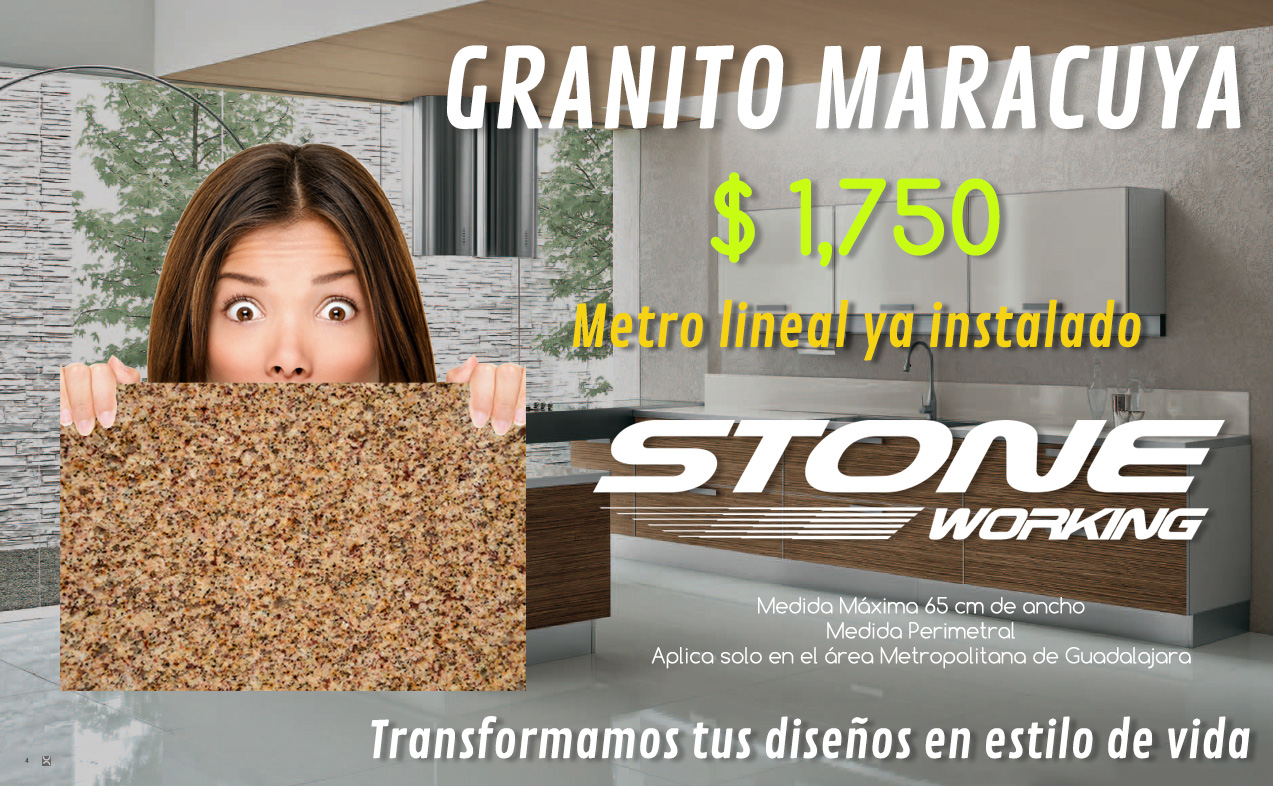 GRANITO MARACUYA
$ 1,750
Metro lineal ya instalado
STONE
WORKING
Medida Máxima 65 cm de ancho
Medida Perimetral
Aplica solo en el área Metropolitana de Guadalajara
Transformamos tus diseños en estilo de vida
4